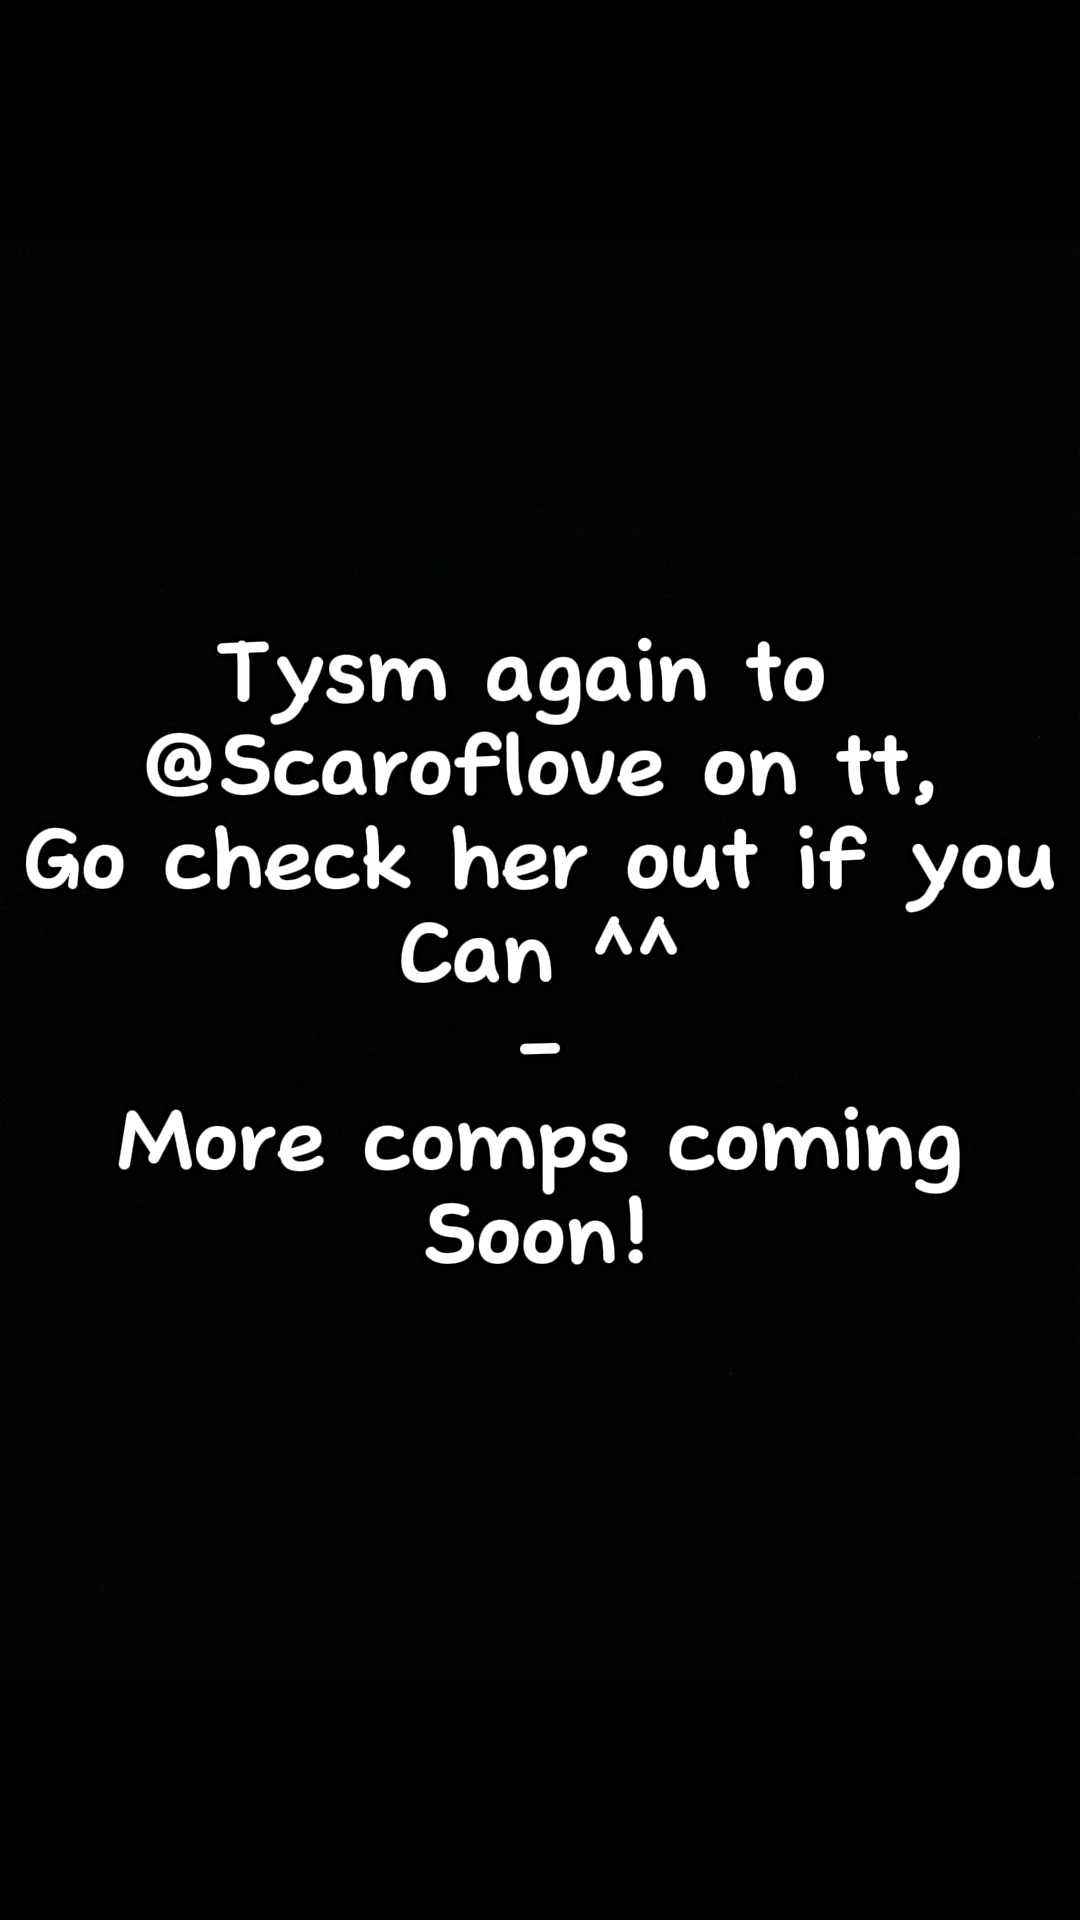 Tysm again to
@Scaroflove on tt,
Go check her out if you
Can ^^
-
More comps coming
Soon!